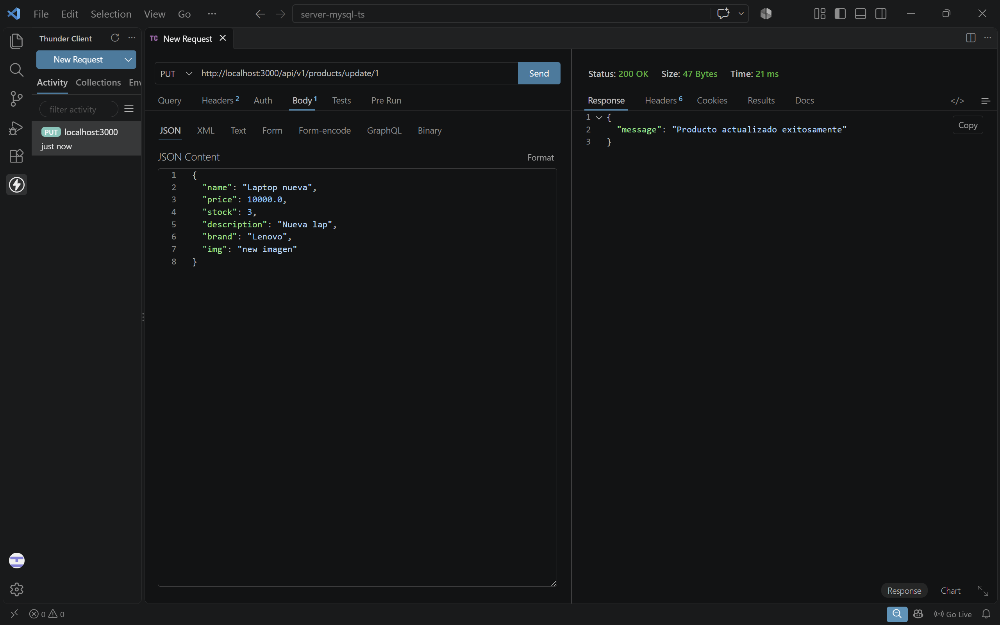 File Edit Selection View Go ···
server-mysql-ts
Thunder Client
New Request
Activity Collections Env
filter activity
PUT localhost:3000
just now
TC New Request
PUT http://localhost:3000/api/v1/products/update/1 Send
Query Headers 2 Auth Body 1 Tests Pre Run
JSON XML Text Form Form-encode GraphQL Binary
JSON Content Format
1 {
2 "name": "Laptop nueva",
3 "price": 10000.0,
4 "stock": 3,
5 "description": "Nueva lap",
6 "brand": "Lenovo",
7 "img": "new imagen"
8 }
Status: 200 OK Size: 47 Bytes Time: 21 ms
Response Headers 6 Cookies Results Docs </>
1 {
2 "message": "Producto actualizado exitosamente"
3 }
Copy
Response Chart
0 0 Go Live